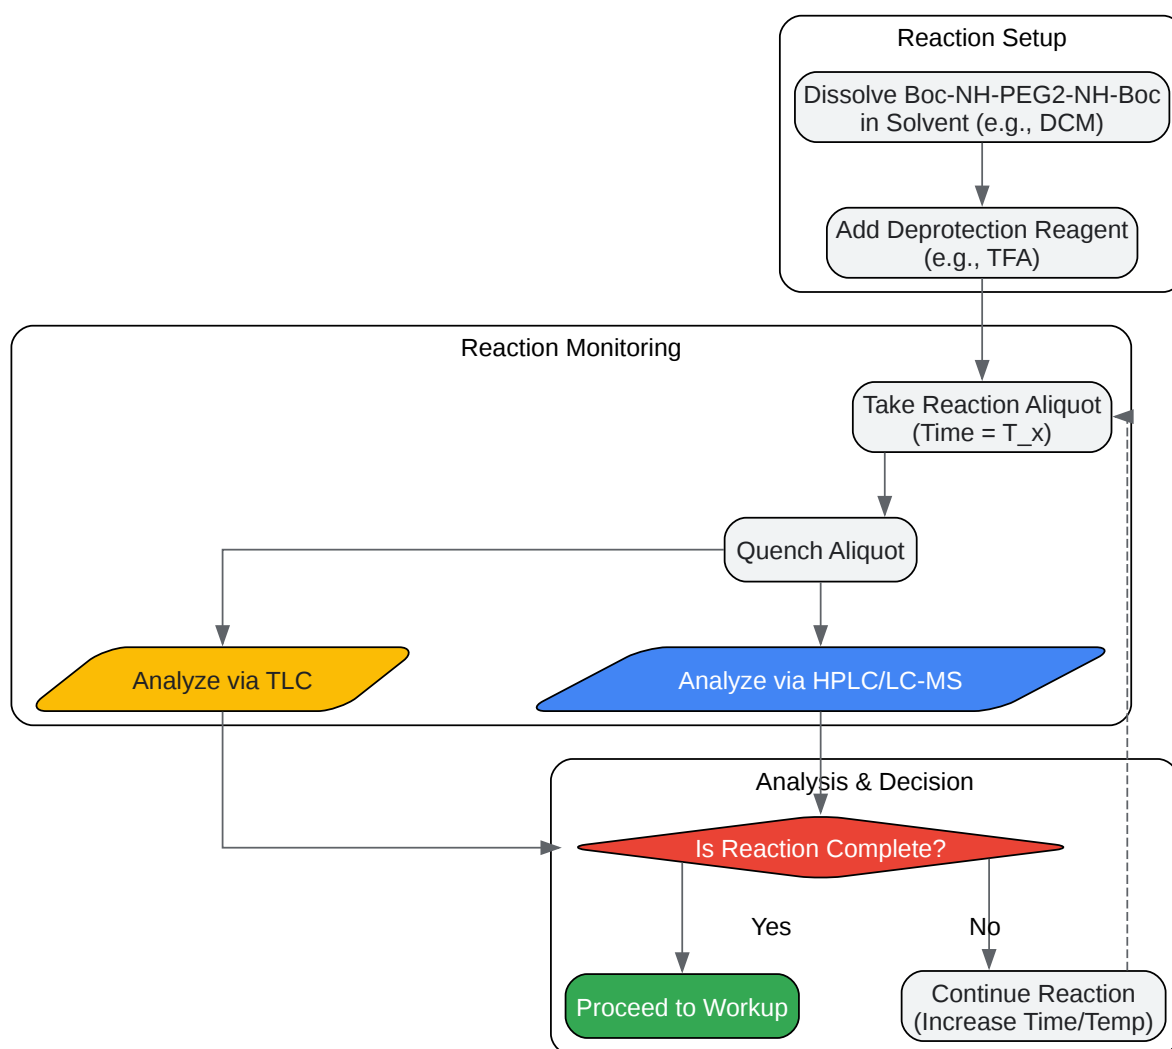 Reaction Setup
Dissolve Boc-NH-PEG2-NH-Boc
in Solvent (e.g., DCM)
Add Deprotection Reagent
(e.g., TFA)
Reaction Monitoring
Take Reaction Aliquot
(Time = T_x)
Quench Aliquot
Analyze via TLC
Analyze via HPLC/LC-MS
Analysis & Decision
Is Reaction Complete?
Yes
No
Proceed to Workup
Continue Reaction
(Increase Time/Temp)